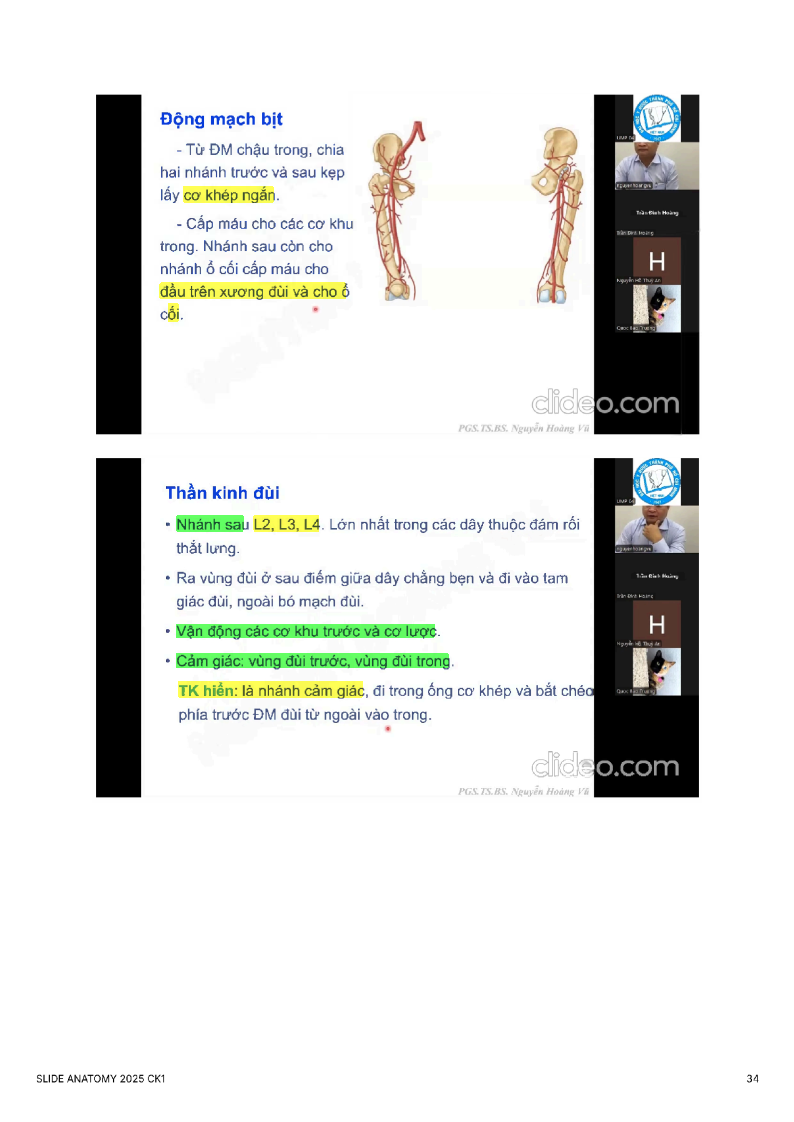 Động mạch bịt
- Từ ĐM chậu trong, chia
hai nhánh trước và sau kẹp
lấy cơ khép ngắn.
- Cấp máu cho các cơ khu
trong. Nhánh sau còn cho
nhánh ổ cối cấp máu cho
đầu trên xương đùi và cho ổ
cối.
clideo.com
PGS.TS.BS. Nguyễn Hoàng Vũ
Trần Đình Hoàng
Trần Đình Hoàng
H
Thần kinh đùi
• Nhánh sau L2, L3, L4. Lớn nhất trong các dây thuộc đám rối
thắt lưng.
• Ra vùng đùi ở sau điểm giữa dây chằng bẹn và đi vào tam
giác đùi, ngoài bó mạch đùi.
• Vận động các cơ khu trước và cơ lược.
• Cảm giác: vùng đùi trước, vùng đùi trong.
TK hiển: là nhánh cảm giác, đi trong ống cơ khép và bắt chéo
phía trước ĐM đùi từ ngoài vào trong.
clideo.com
PGS.TS.BS. Nguyễn Hoàng Vũ
Trần Đình Hoàng
Trần Đình Hoàng
H
SLIDE ANATOMY 2025 CK1
34